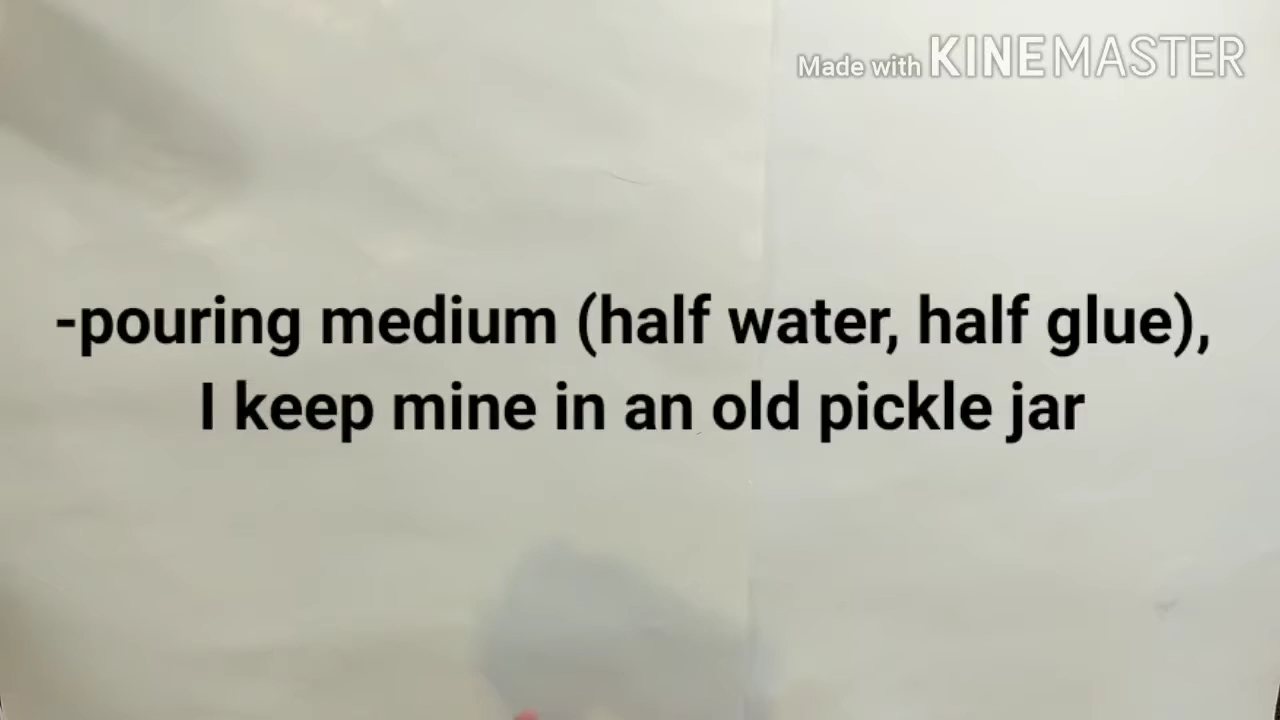 Made with KINEMASTER
-pouring medium (half water, half glue),
I keep mine in an old pickle jar